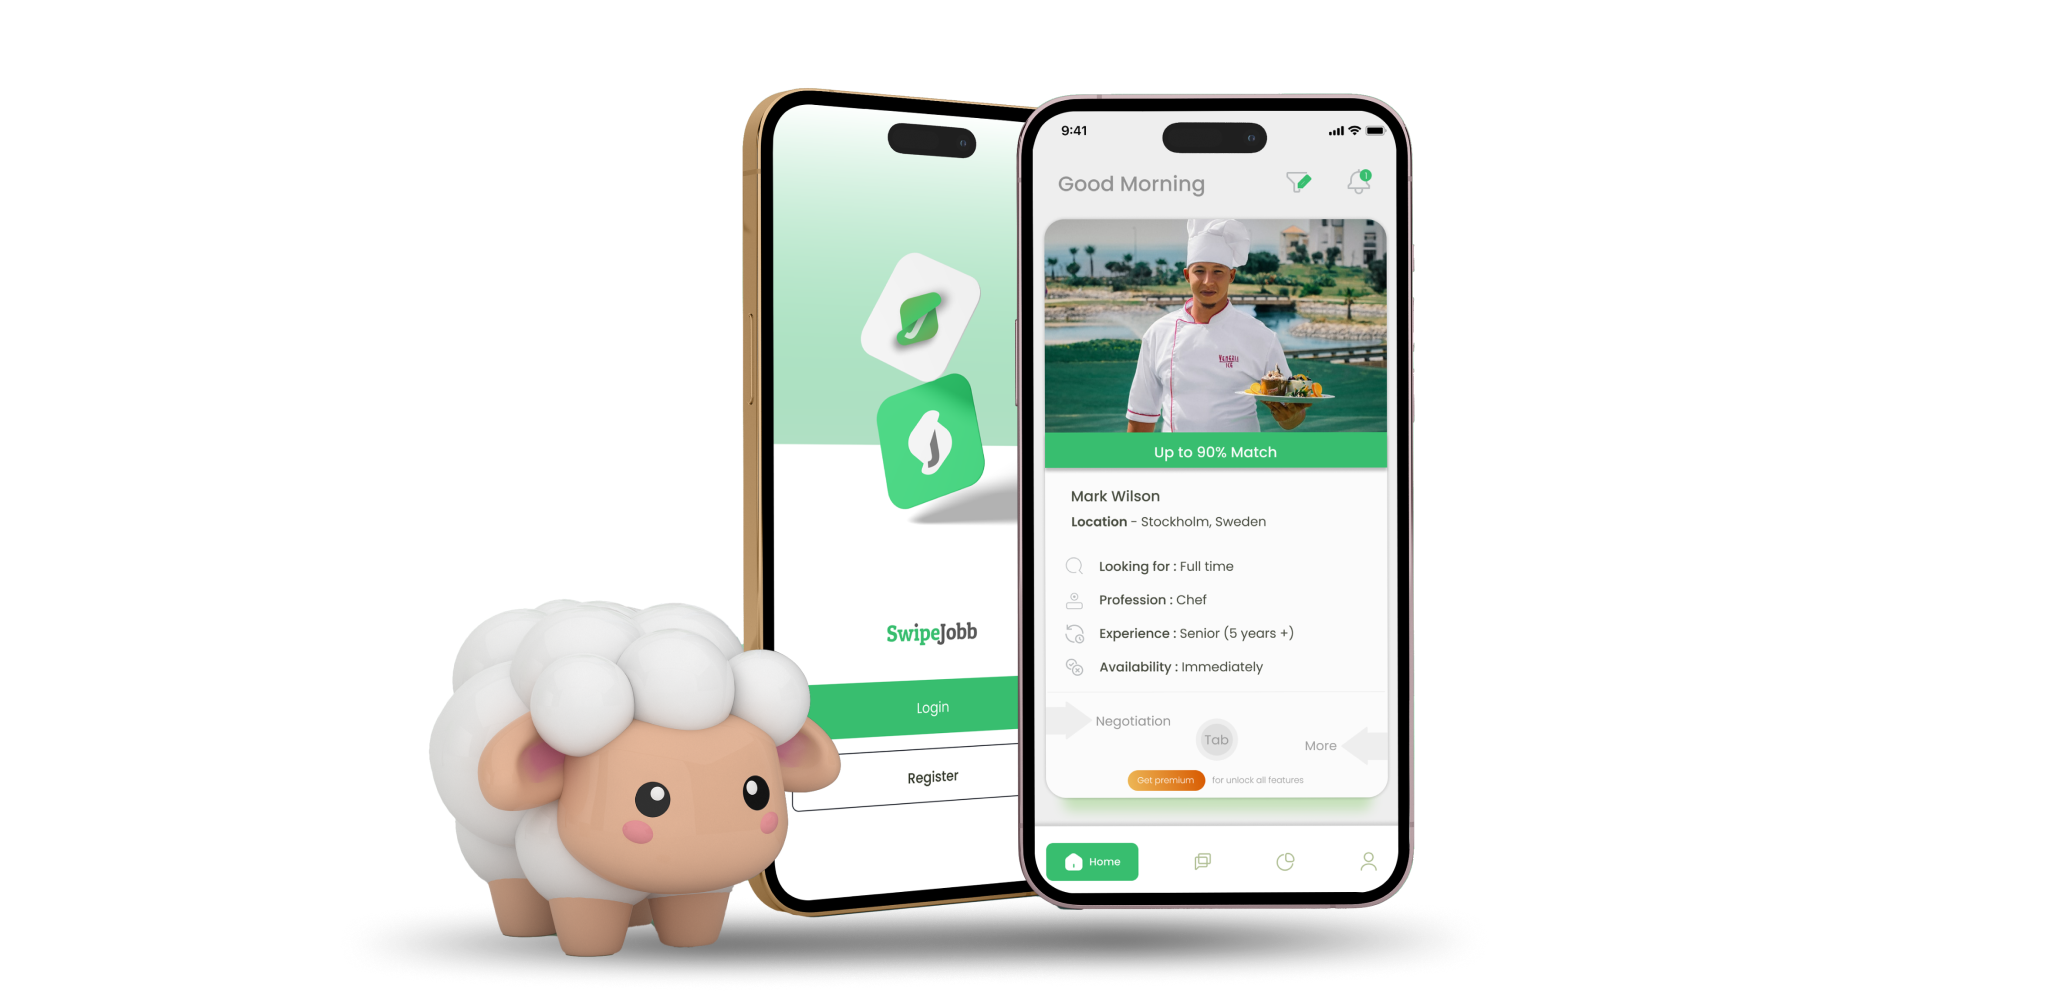 SwipeJobb
Login
Register
9:41
Good Morning
Up to 90% Match
Mark Wilson
Location - Stockholm, Sweden
Looking for : Full time
Profession : Chef
Experience : Senior (5 years +)
Availability : Immediately
Negotiation
Tab
More
Get premium for unlock all features
Home